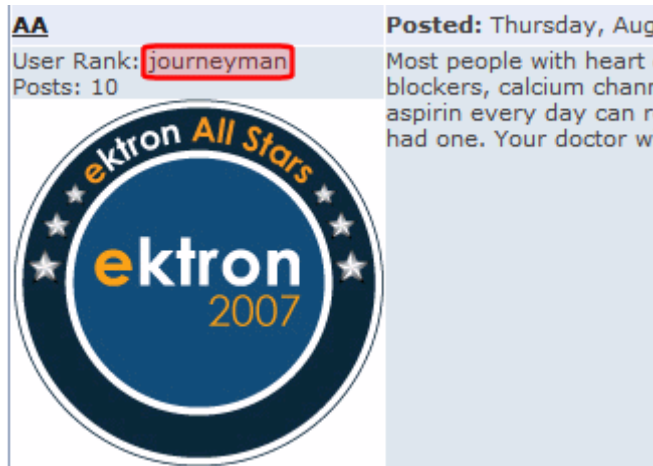 AA
Posted: Thursday, Aug
User Rank: journeyman
Posts: 10
Most people with heart
blockers, calcium chann
aspirin every day can r
had one. Your doctor w
ektron All Stars
ektron
2007